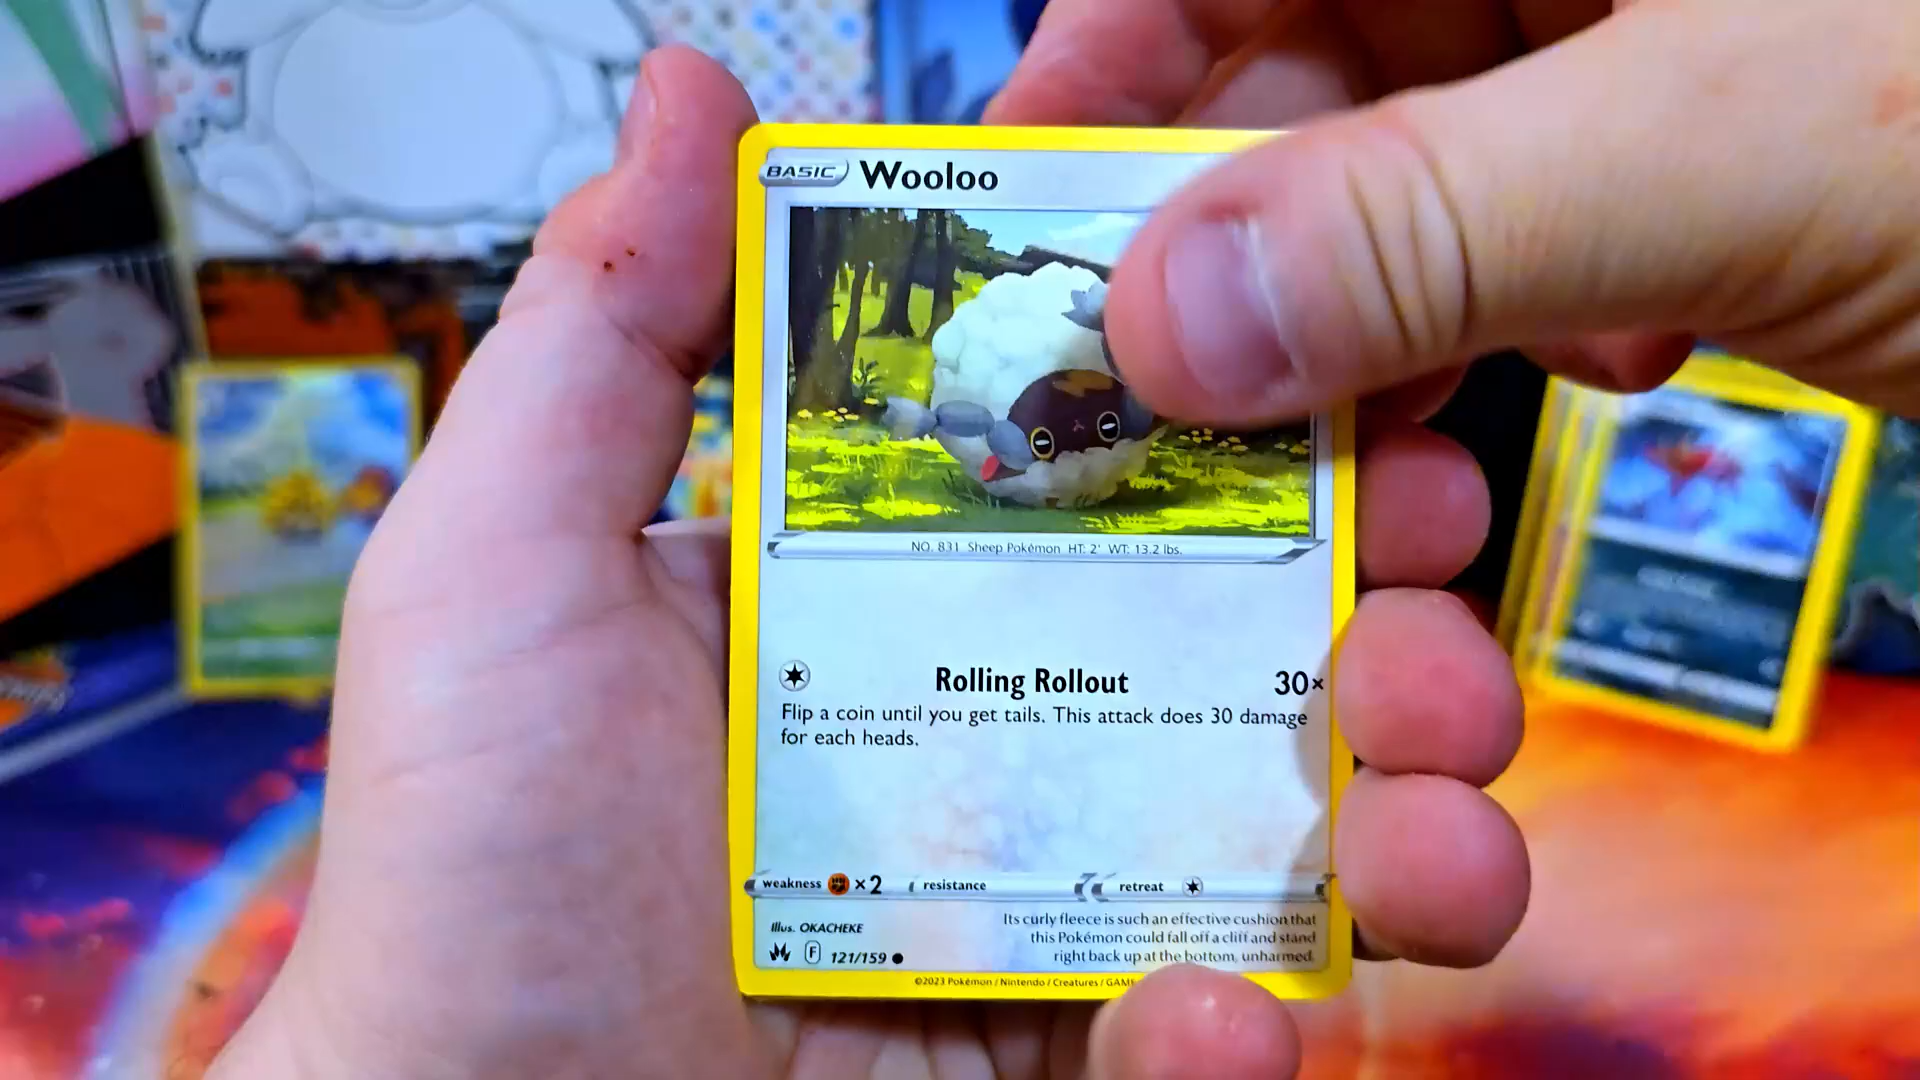 BASIC Wooloo
NO. 831 Sheep Pokémon HT: 2' WT: 13.2 lbs.
Rolling Rollout 30×
Flip a coin until you get tails. This attack does 30 damage
for each heads.
weakness ×2 resistance retreat
Illus. OKACHEKE
Its curly fleece is such an effective cushion that
this Pokémon could fall off a cliff and stand
right back up at the bottom, unharmed.
F 121/159
©2023 Pokémon / Nintendo / Creatures / GAM